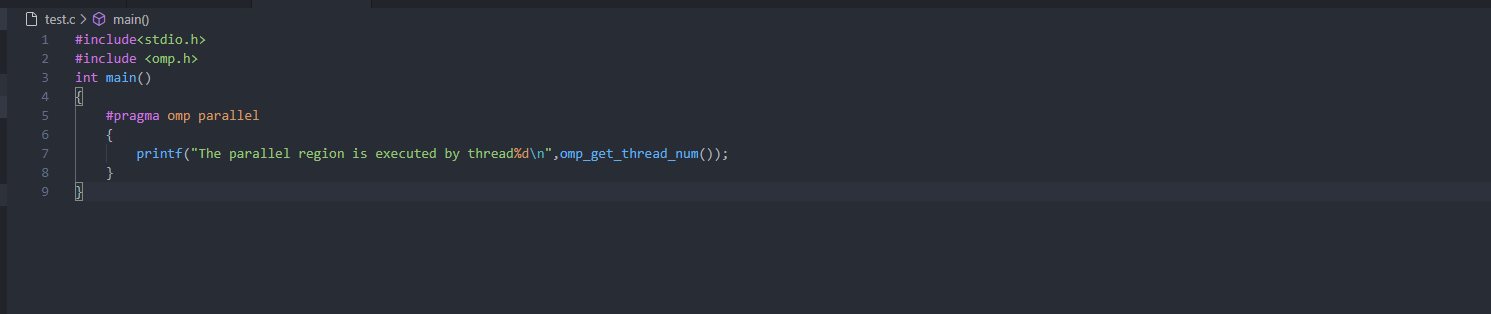 test.c > main()
1 #include<stdio.h>
2 #include <omp.h>
3 int main()
4 {
5     #pragma omp parallel
6     {
7         printf("The parallel region is executed by thread%d\n",omp_get_thread_num());
8     }
9 }